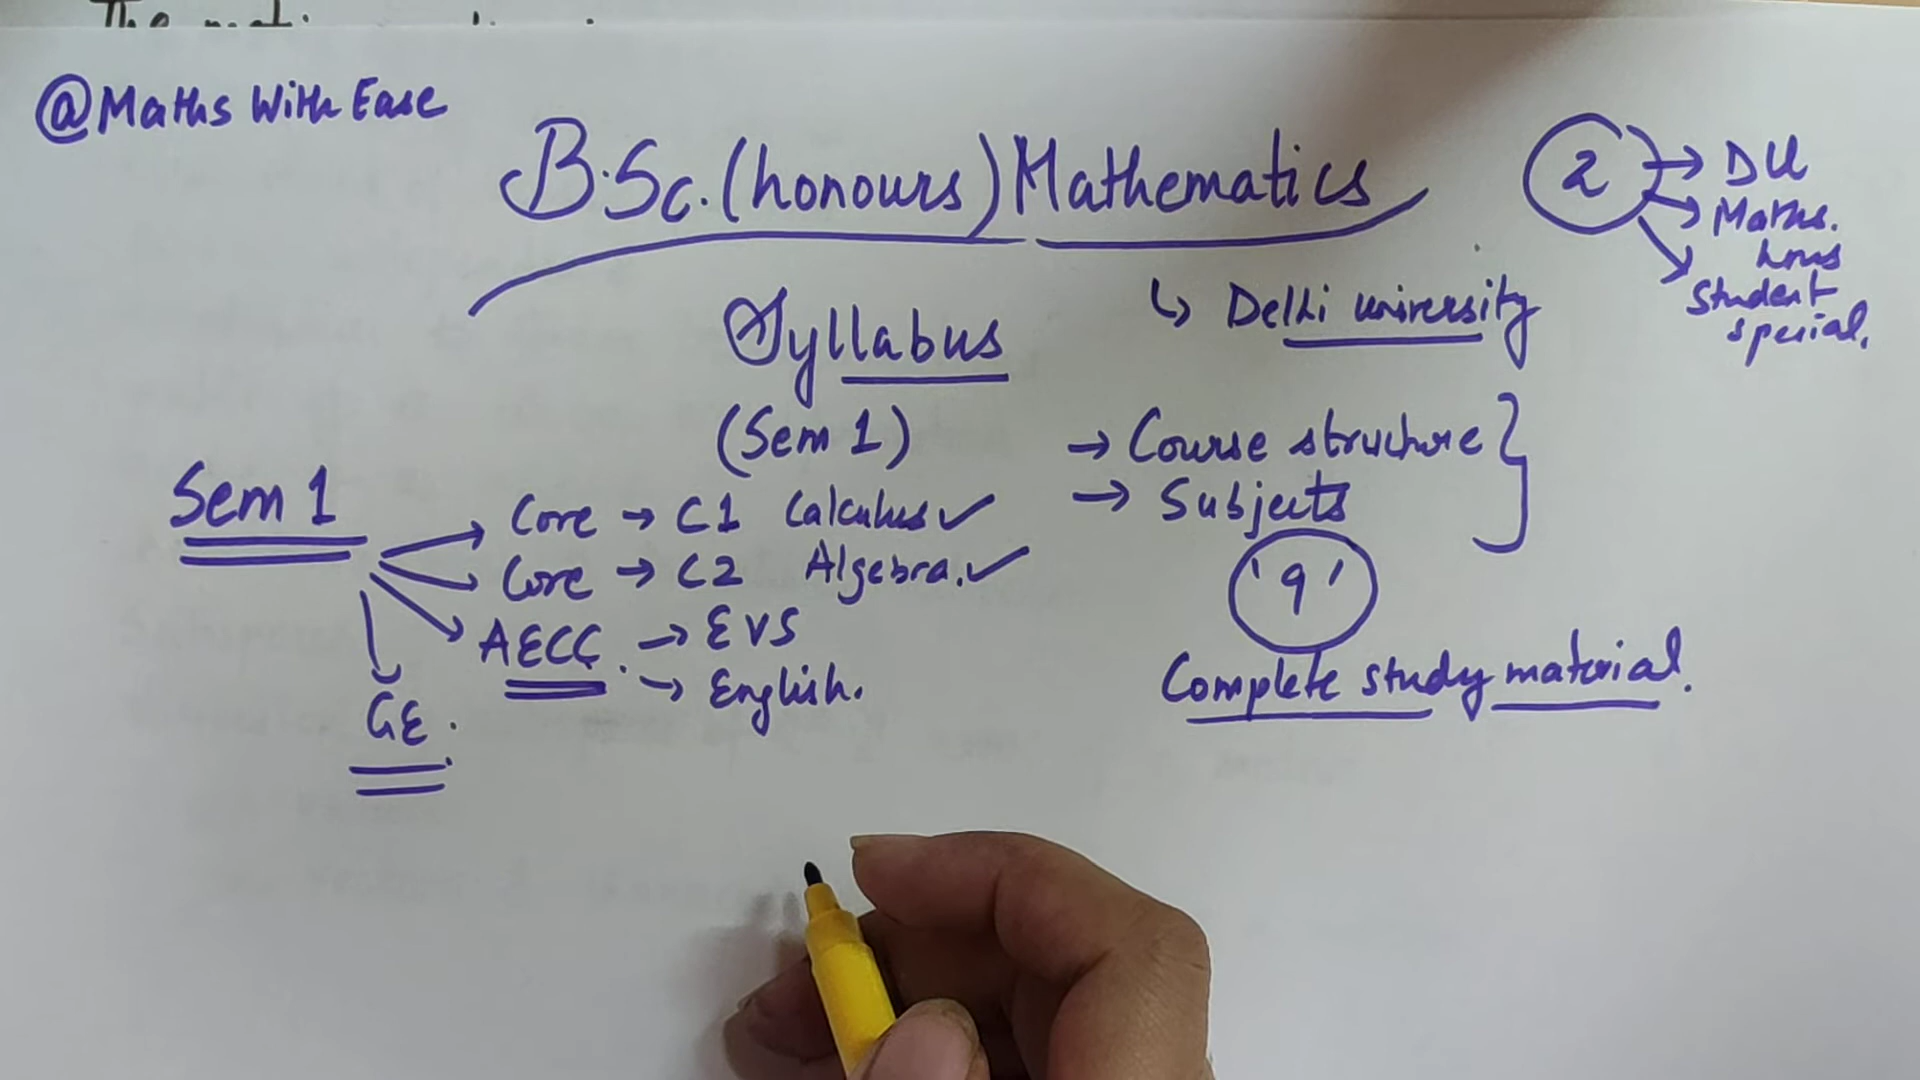 @Maths With Ease
B.Sc. (honours) Mathematics
2 → DU
→ Maths. hons
→ Student special.
↳ Delhi university
Syllabus
(Sem 1)
→ Course structure
→ Subjects
'9'
Complete study material.
Sem 1
Core → C1 Calculus ✓
Core → C2 Algebra. ✓
AECC. → EVS
→ English.
GE.